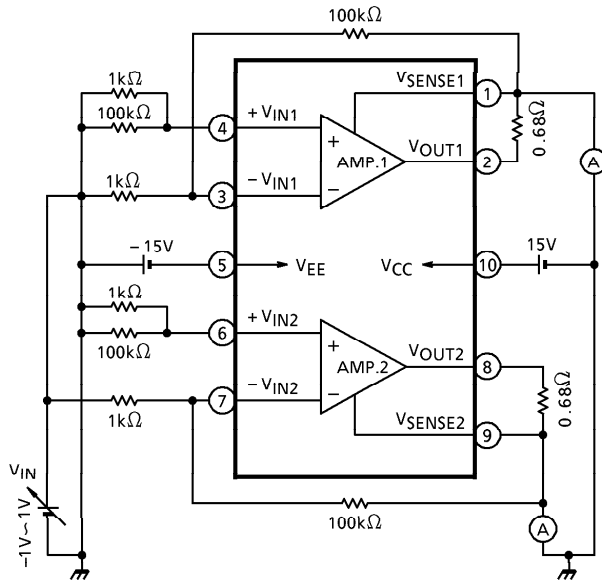 100kΩ
1kΩ
100kΩ
4
+VIN1
VSENSE1
1
0.68Ω
+
AMP.1
−
VOUT1
2
A
1kΩ
3
−VIN1
−15V
5
VEE
VCC
10
15V
1kΩ
100kΩ
6
+VIN2
+
AMP.2
−
VOUT2
8
0.68Ω
1kΩ
7
−VIN2
VSENSE2
9
VIN
−1V~1V
100kΩ
A